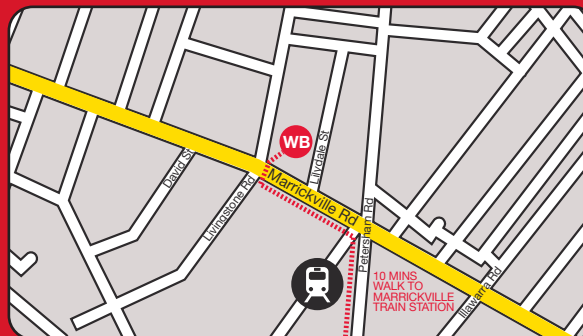 WB
Lilydale St
David St
Livingstone Rd
Marrickville Rd
Petersham Rd
10 MINS
WALK TO
MARRICKVILLE
TRAIN STATION
Illawarra Rd